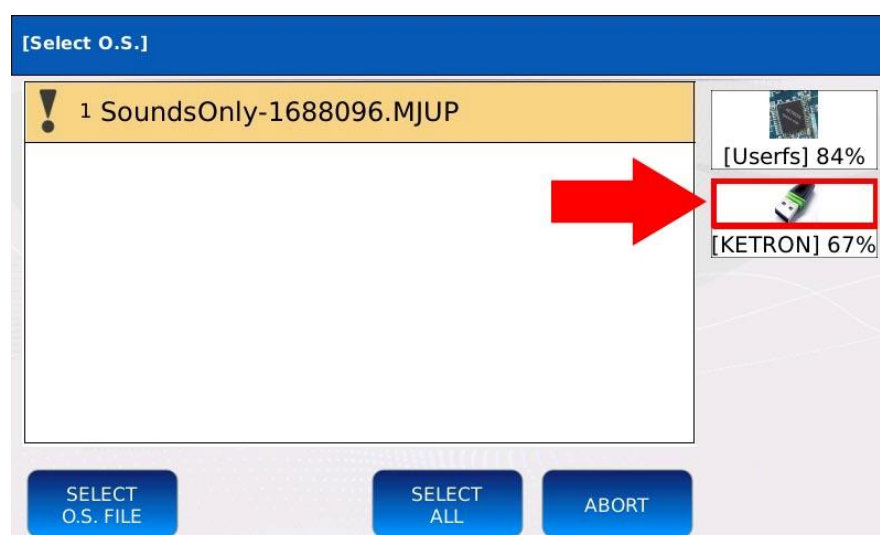 [Select O.S.]
1 SoundsOnly-1688096.MJUP
[Userfs] 84%
[KETRON] 67%
SELECT
O.S. FILE
SELECT
ALL
ABORT